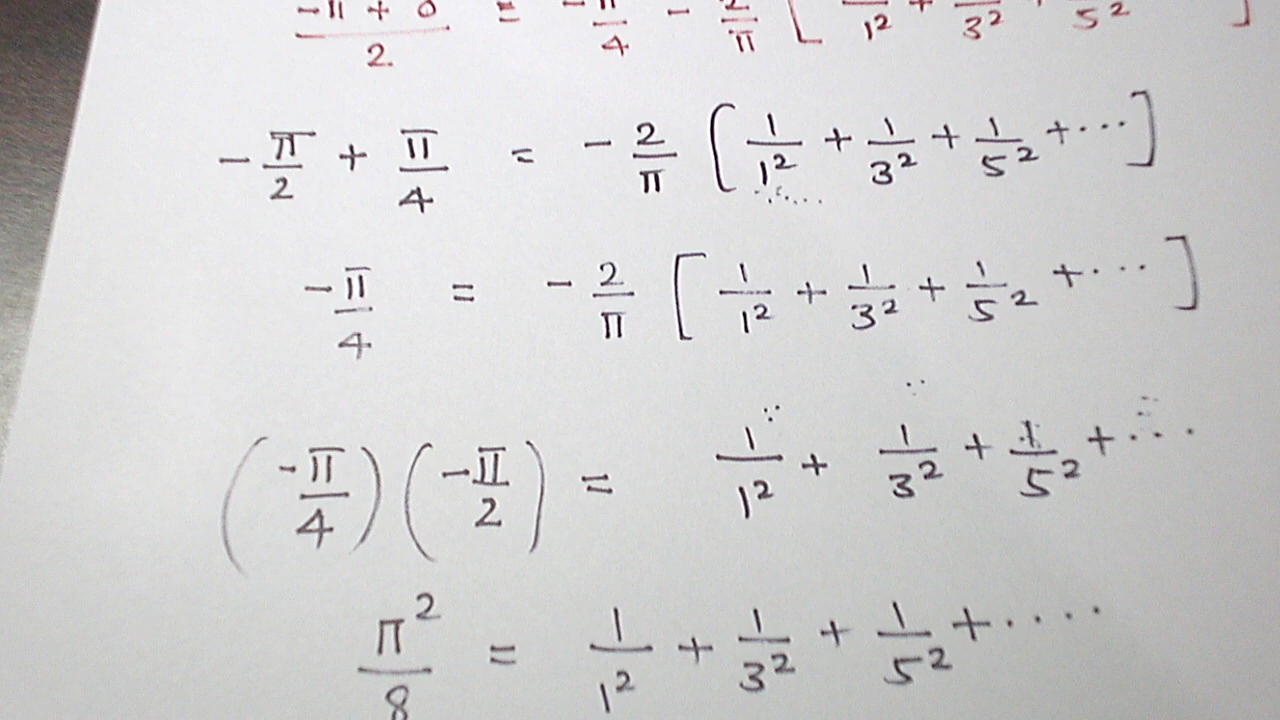 (-π + 0)/2 = -π/4 - 2/π [1/1² + 1/3² + 1/5² ]
-π/2 + π/4 = -2/π [1/1² + 1/3² + 1/5² + ...]
-π/4 = -2/π [1/1² + 1/3² + 1/5² + ...]
(-π/4)(-π/2) = 1/1² + 1/3² + 1/5² + ...
π²/8 = 1/1² + 1/3² + 1/5² + ....